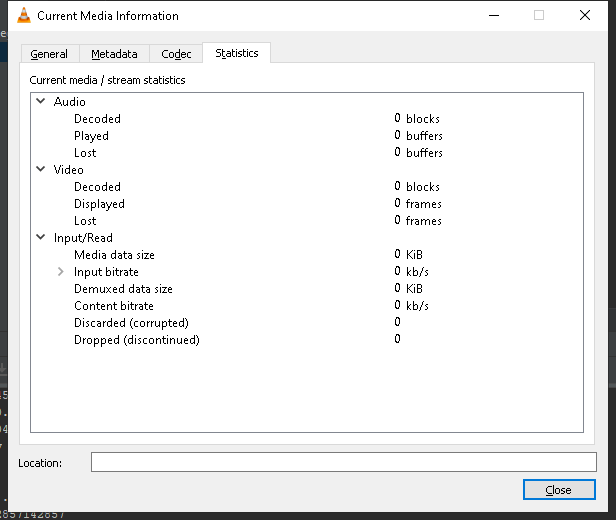 Current Media Information
General Metadata Codec Statistics
Current media / stream statistics
Audio
Decoded 0 blocks
Played 0 buffers
Lost 0 buffers
Video
Decoded 0 blocks
Displayed 0 frames
Lost 0 frames
Input/Read
Media data size 0 KiB
Input bitrate 0 kb/s
Demuxed data size 0 KiB
Content bitrate 0 kb/s
Discarded (corrupted) 0
Dropped (discontinued) 0
Location:
Close